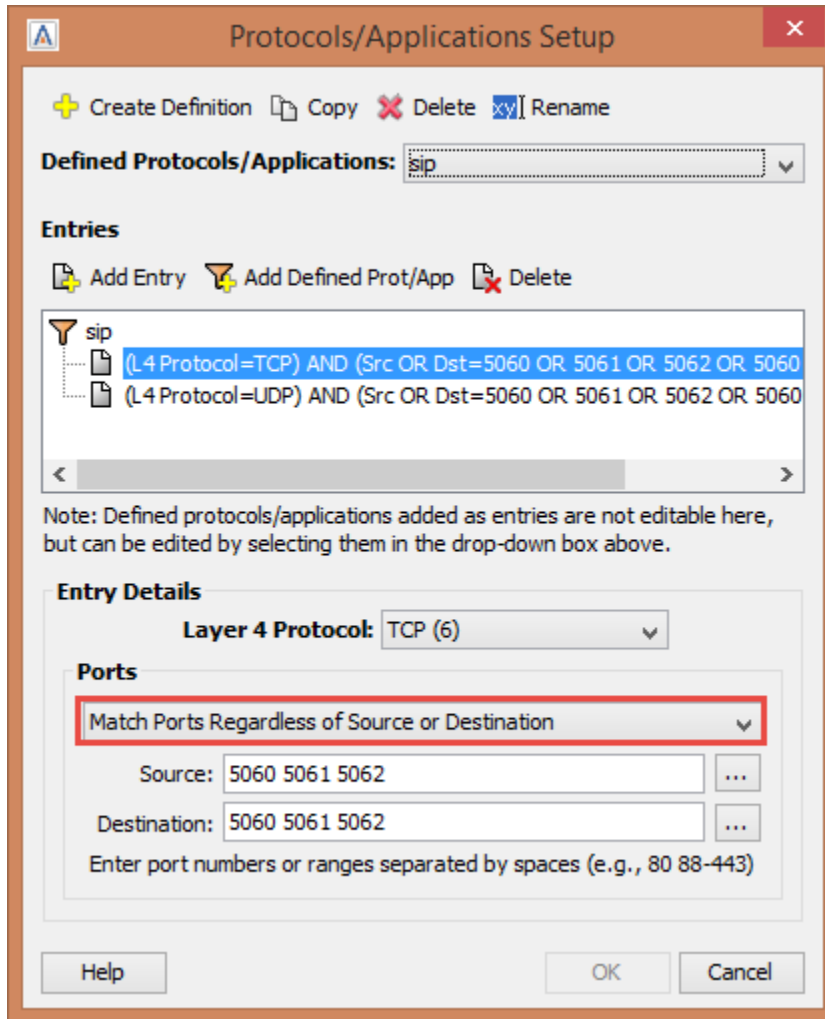 Protocols/Applications Setup
Create Definition Copy Delete xy Rename
Defined Protocols/Applications: sip
Entries
Add Entry Add Defined Prot/App Delete
sip
(L4 Protocol=TCP) AND (Src OR Dst=5060 OR 5061 OR 5062 OR 5060
(L4 Protocol=UDP) AND (Src OR Dst=5060 OR 5061 OR 5062 OR 5060
Note: Defined protocols/applications added as entries are not editable here,
but can be edited by selecting them in the drop-down box above.
Entry Details
Layer 4 Protocol: TCP (6)
Ports
Match Ports Regardless of Source or Destination
Source: 5060 5061 5062 ...
Destination: 5060 5061 5062 ...
Enter port numbers or ranges separated by spaces (e.g., 80 88-443)
Help OK Cancel